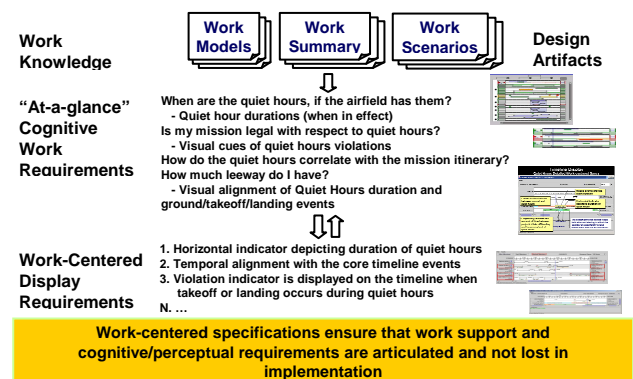 Work
Knowledge
Work
Models
Work
Summary
Work
Scenarios
Design
Artifacts
“At-a-glance”
Cognitive
Work
Requirements
When are the quiet hours, if the airfield has them?
- Quiet hour durations (when in effect)
Is my mission legal with respect to quiet hours?
- Visual cues of quiet hours violations
How do the quiet hours correlate with the mission itinerary?
How much leeway do I have?
- Visual alignment of Quiet Hours duration and
ground/takeoff/landing events
Timeline Display
Work-Centered
Display
Requirements
1. Horizontal indicator depicting duration of quiet hours
2. Temporal alignment with the core timeline events
3. Violation indicator is displayed on the timeline when
takeoff or landing occurs during quiet hours
N. ...
Work-centered specifications ensure that work support and
cognitive/perceptual requirements are articulated and not lost in
implementation